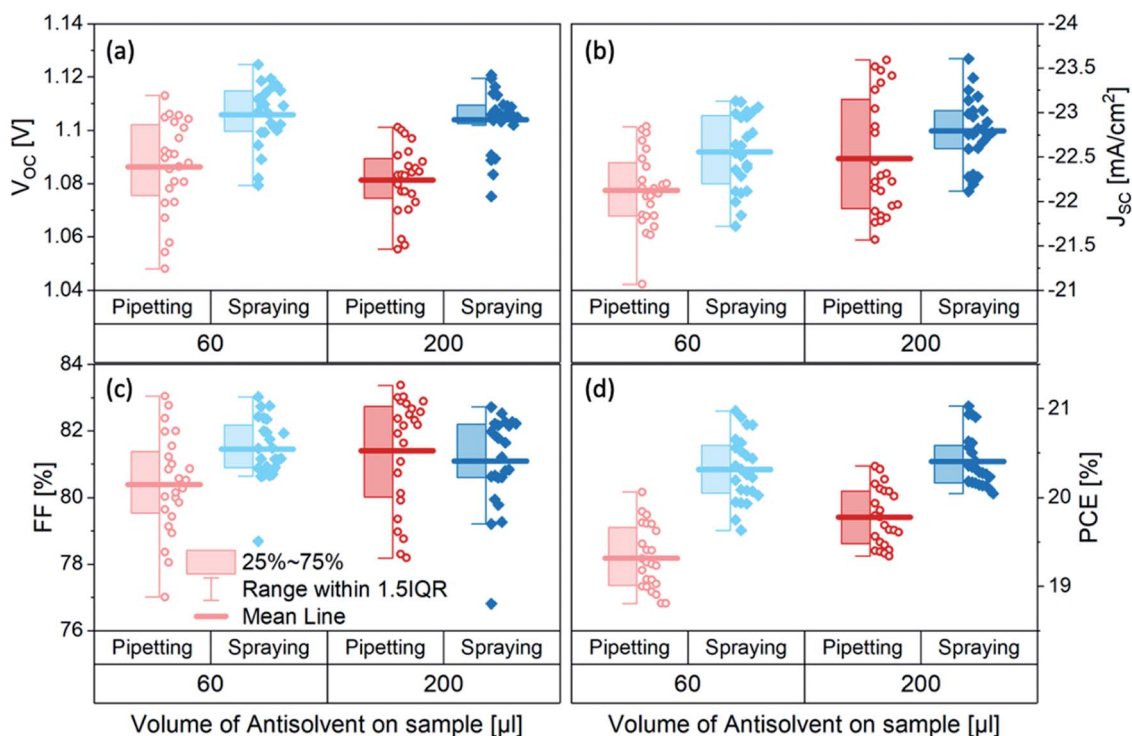 (a)
1.14
1.12
1.10
1.08
1.06
1.04
V_OC [V]
Pipetting Spraying Pipetting Spraying
60 200
(b)
-24
-23.5
-23
-22.5
-22
-21.5
-21
J_SC [mA/cm²]
Pipetting Spraying Pipetting Spraying
60 200
(c)
84
82
80
78
76
FF [%]
25%~75%
Range within 1.5IQR
Mean Line
Pipetting Spraying Pipetting Spraying
60 200
Volume of Antisolvent on sample [µl]
(d)
21
20
19
PCE [%]
Pipetting Spraying Pipetting Spraying
60 200
Volume of Antisolvent on sample [µl]